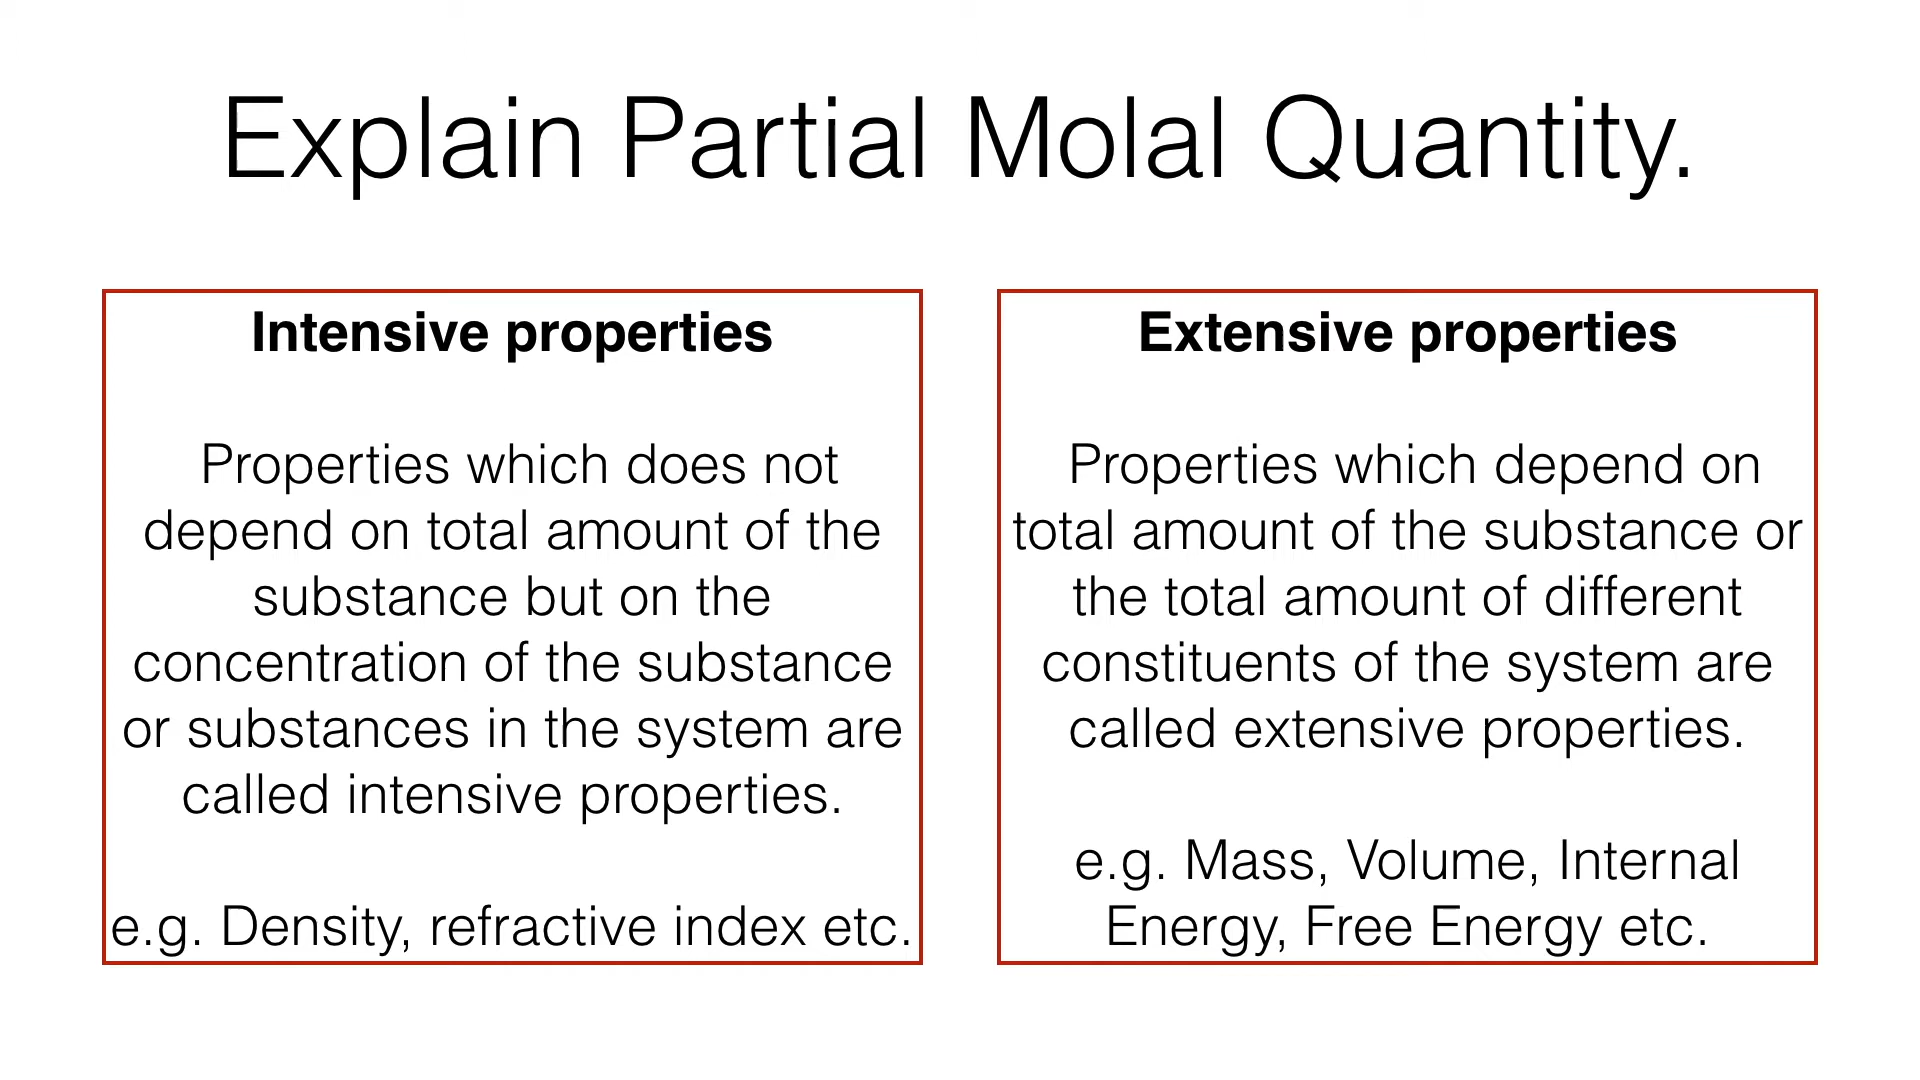 Explain Partial Molal Quantity.
Intensive properties
Properties which does not
depend on total amount of the
substance but on the
concentration of the substance
or substances in the system are
called intensive properties.
e.g. Density, refractive index etc.
Extensive properties
Properties which depend on
total amount of the substance or
the total amount of different
constituents of the system are
called extensive properties.
e.g. Mass, Volume, Internal
Energy, Free Energy etc.